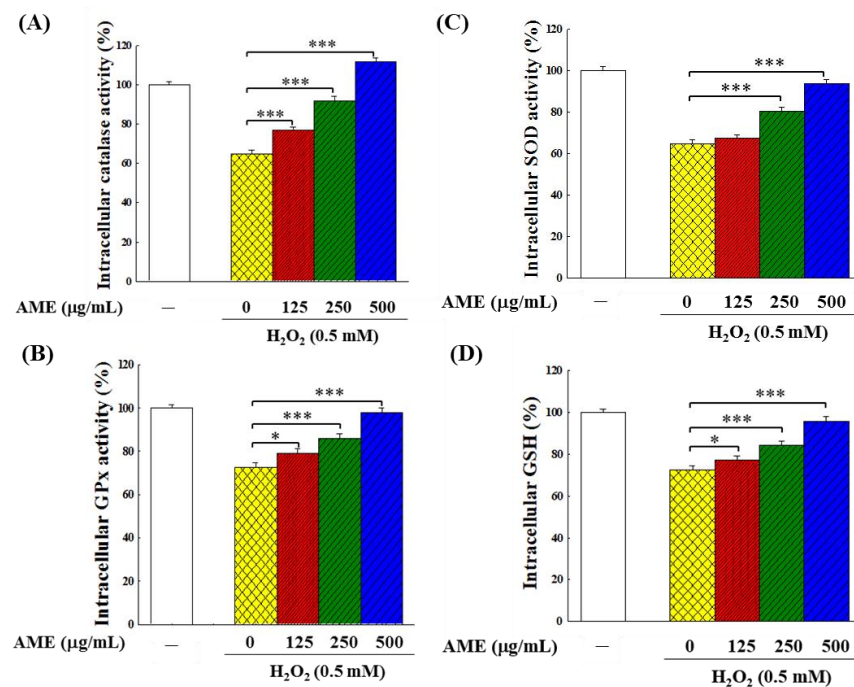 (A)
Intracellular catalase activity (%)
120
100
80
60
40
20
0
***
***
***
AME (µg/mL) — 0 125 250 500
H₂O₂ (0.5 mM)
(C)
Intracellular SOD activity (%)
120
100
80
60
40
20
0
***
***
AME (µg/mL) — 0 125 250 500
H₂O₂ (0.5 mM)
(B)
Intracellular GPx activity (%)
120
100
80
60
40
20
0
***
***
*
AME (µg/mL) — 0 125 250 500
H₂O₂ (0.5 mM)
(D)
Intracellular GSH (%)
120
100
80
60
40
20
0
***
***
*
AME (µg/mL) — 0 125 250 500
H₂O₂ (0.5 mM)